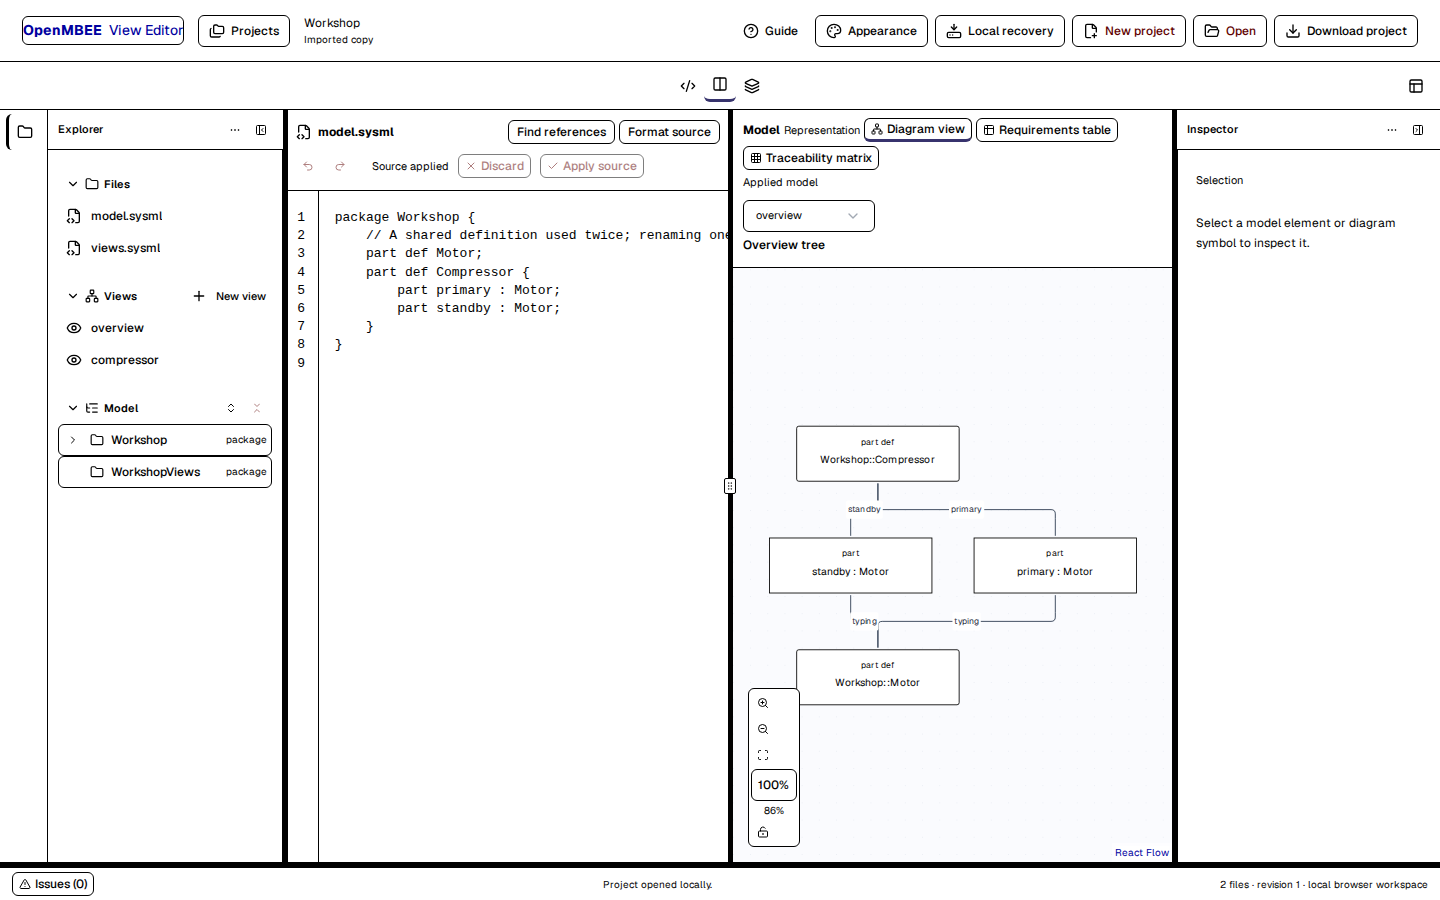 OpenMBEE View Editor
Projects
Workshop
Imported copy
Guide
Appearance
Local recovery
New project
Open
Download project
Explorer
Files
model.sysml
views.sysml
Views
New view
overview
compressor
Model
Workshop package
WorkshopViews package
model.sysml
Find references
Format source
Source applied
Discard
Apply source
1 package Workshop {
2 // A shared definition used twice; renaming one
3 part def Motor;
4 part def Compressor {
5 part primary : Motor;
6 part standby : Motor;
7 }
8 }
9
Model Representation Diagram view Requirements table
Traceability matrix
Applied model
overview
Overview tree
part def
Workshop::Compressor
standby primary
part
standby : Motor
part
primary : Motor
typing typing
part def
Workshop::Motor
100%
86%
React Flow
Inspector
Selection
Select a model element or diagram
symbol to inspect it.
Issues (0)
Project opened locally.
2 files · revision 1 · local browser workspace